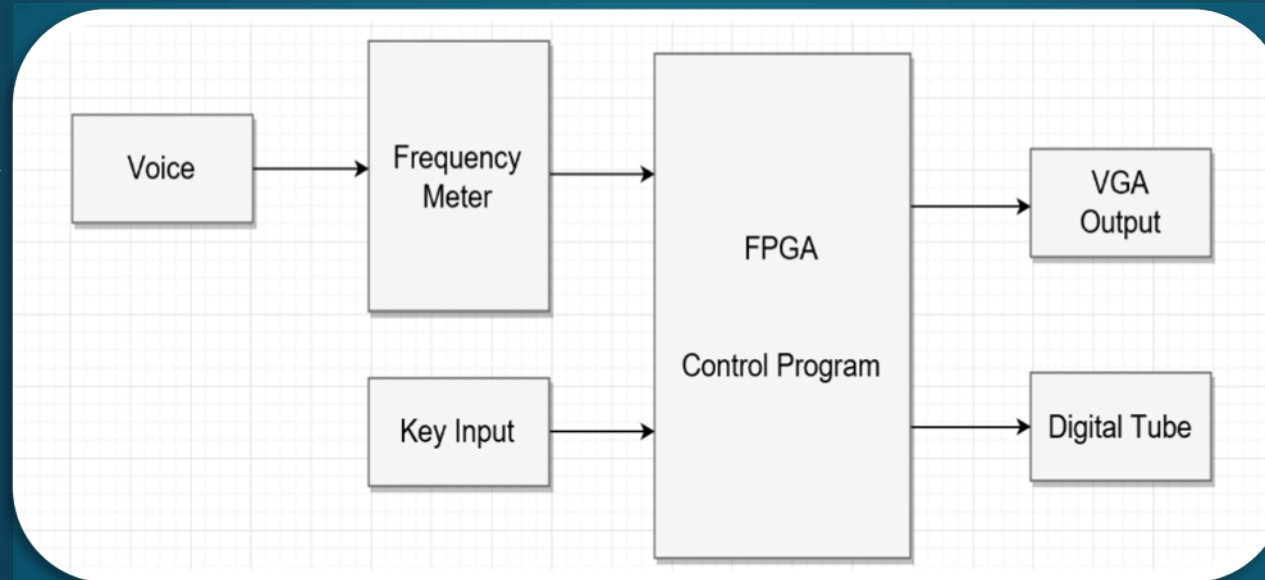 Voice
Frequency
Meter
Key Input
FPGA
Control Program
VGA
Output
Digital Tube